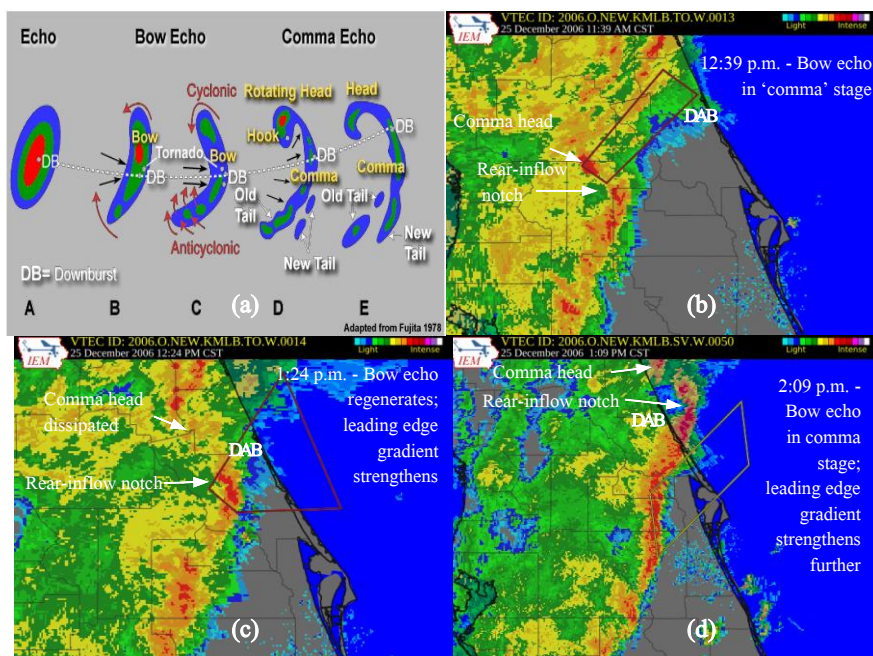 Echo
Bow Echo
Comma Echo
Cyclonic
Rotating Head
Head
DB
Bow
Tornado
Hook
DB
DB
Bow
DB
DB
Comma
Comma
Old
Tail
Old Tail
Anticyclonic
New Tail
New
Tail
DB= Downburst
(a)
A
B
C
D
E
Adapted from Fujita 1978
VTEC ID: 2006.O.NEW.KMLB.TO.W.0013
25 December 2006 11:39 AM CST
IEM
Light
Intense
12:39 p.m. - Bow echo
in ‘comma’ stage
DAB
Comma head
Rear-inflow
notch
(b)
VTEC ID: 2006.O.NEW.KMLB.TO.W.0014
25 December 2006 12:24 PM CST
IEM
Light
Intense
1:24 p.m. - Bow echo
regenerates;
leading edge
gradient
strengthens
Comma head
dissipated
DAB
Rear-inflow notch
(c)
VTEC ID: 2006.O.NEW.KMLB.SV.W.0050
25 December 2006 1:09 PM CST
IEM
Light
Intense
Comma head
Rear-inflow notch
DAB
2:09 p.m. -
Bow echo
in comma
stage;
leading edge
gradient
strengthens
further
(d)